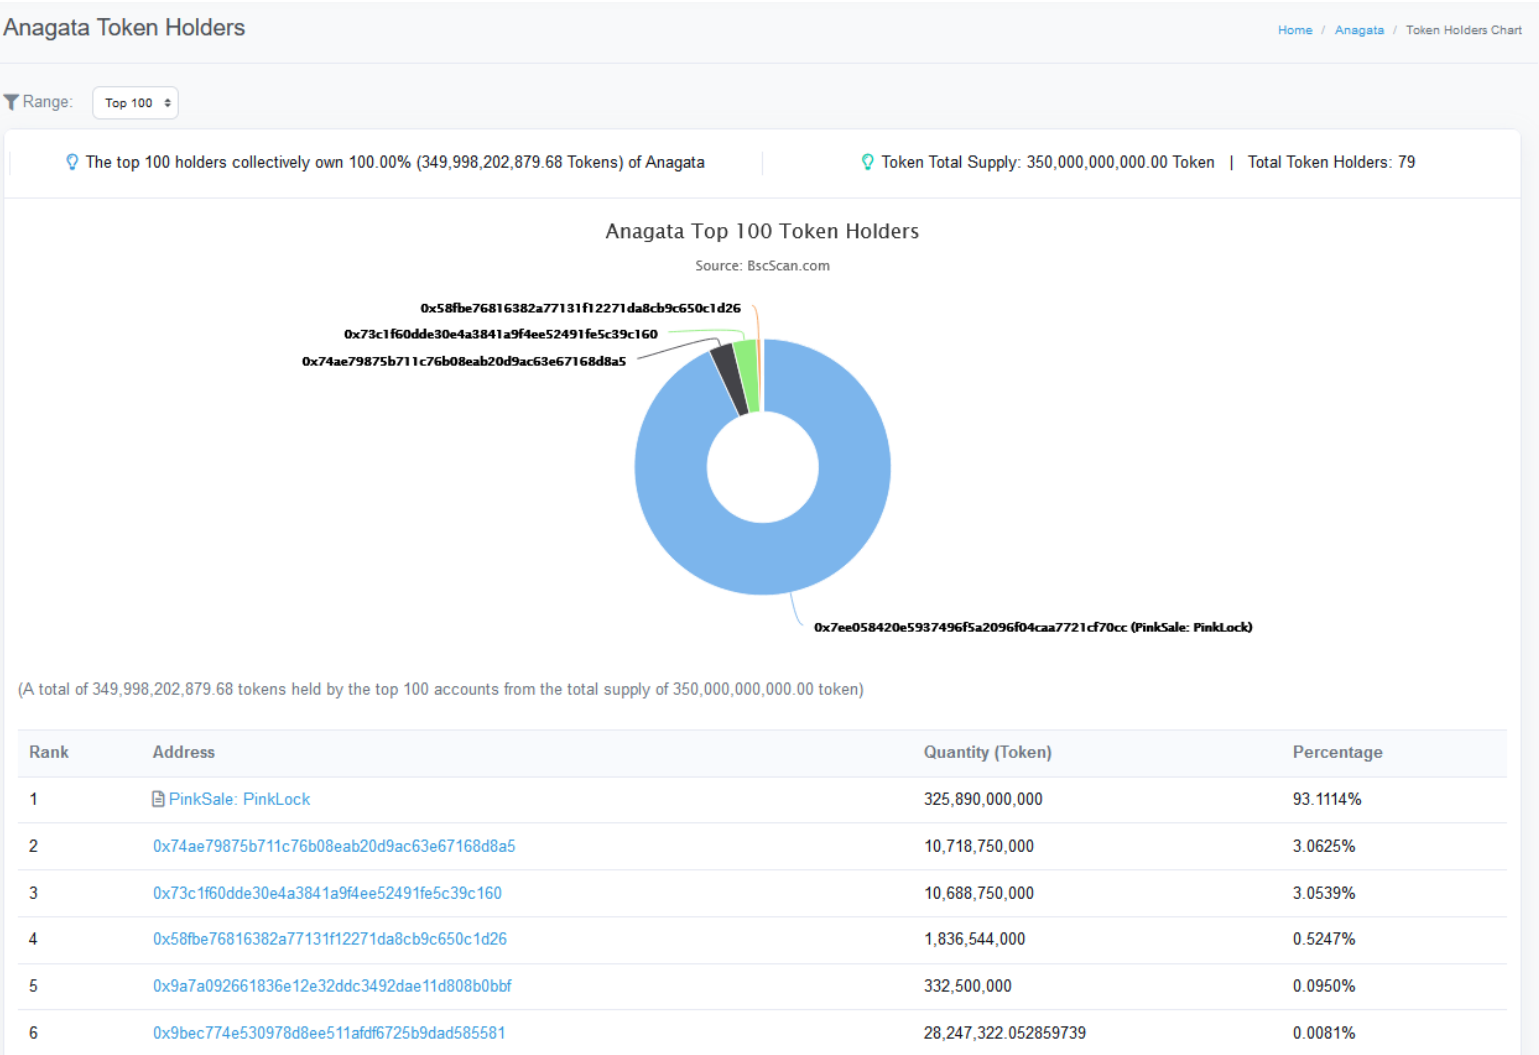 Anagata Token Holders
Home / Anagata / Token Holders Chart
Range: Top 100
The top 100 holders collectively own 100.00% (349,998,202,879.68 Tokens) of Anagata
Token Total Supply: 350,000,000,000.00 Token | Total Token Holders: 79
Anagata Top 100 Token Holders
Source: BscScan.com
0x58fbe76816382a77131f12271da8cb9c650c1d26
0x73c1f60dde30e4a3841a9f4ee52491fe5c39c160
0x74ae79875b711c76b08eab20d9ac63e67168d8a5
0x7ee058420e5937496f5a2096f04caa7721cf70cc (PinkSale: PinkLock)
(A total of 349,998,202,879.68 tokens held by the top 100 accounts from the total supply of 350,000,000,000.00 token)
Rank Address Quantity (Token) Percentage
1 PinkSale: PinkLock 325,890,000,000 93.1114%
2 0x74ae79875b711c76b08eab20d9ac63e67168d8a5 10,718,750,000 3.0625%
3 0x73c1f60dde30e4a3841a9f4ee52491fe5c39c160 10,688,750,000 3.0539%
4 0x58fbe76816382a77131f12271da8cb9c650c1d26 1,836,544,000 0.5247%
5 0x9a7a092661836e12e32ddc3492dae11d808b0bbf 332,500,000 0.0950%
6 0x9bec774e530978d8ee511afdf6725b9dad585581 28,247,322.052859739 0.0081%